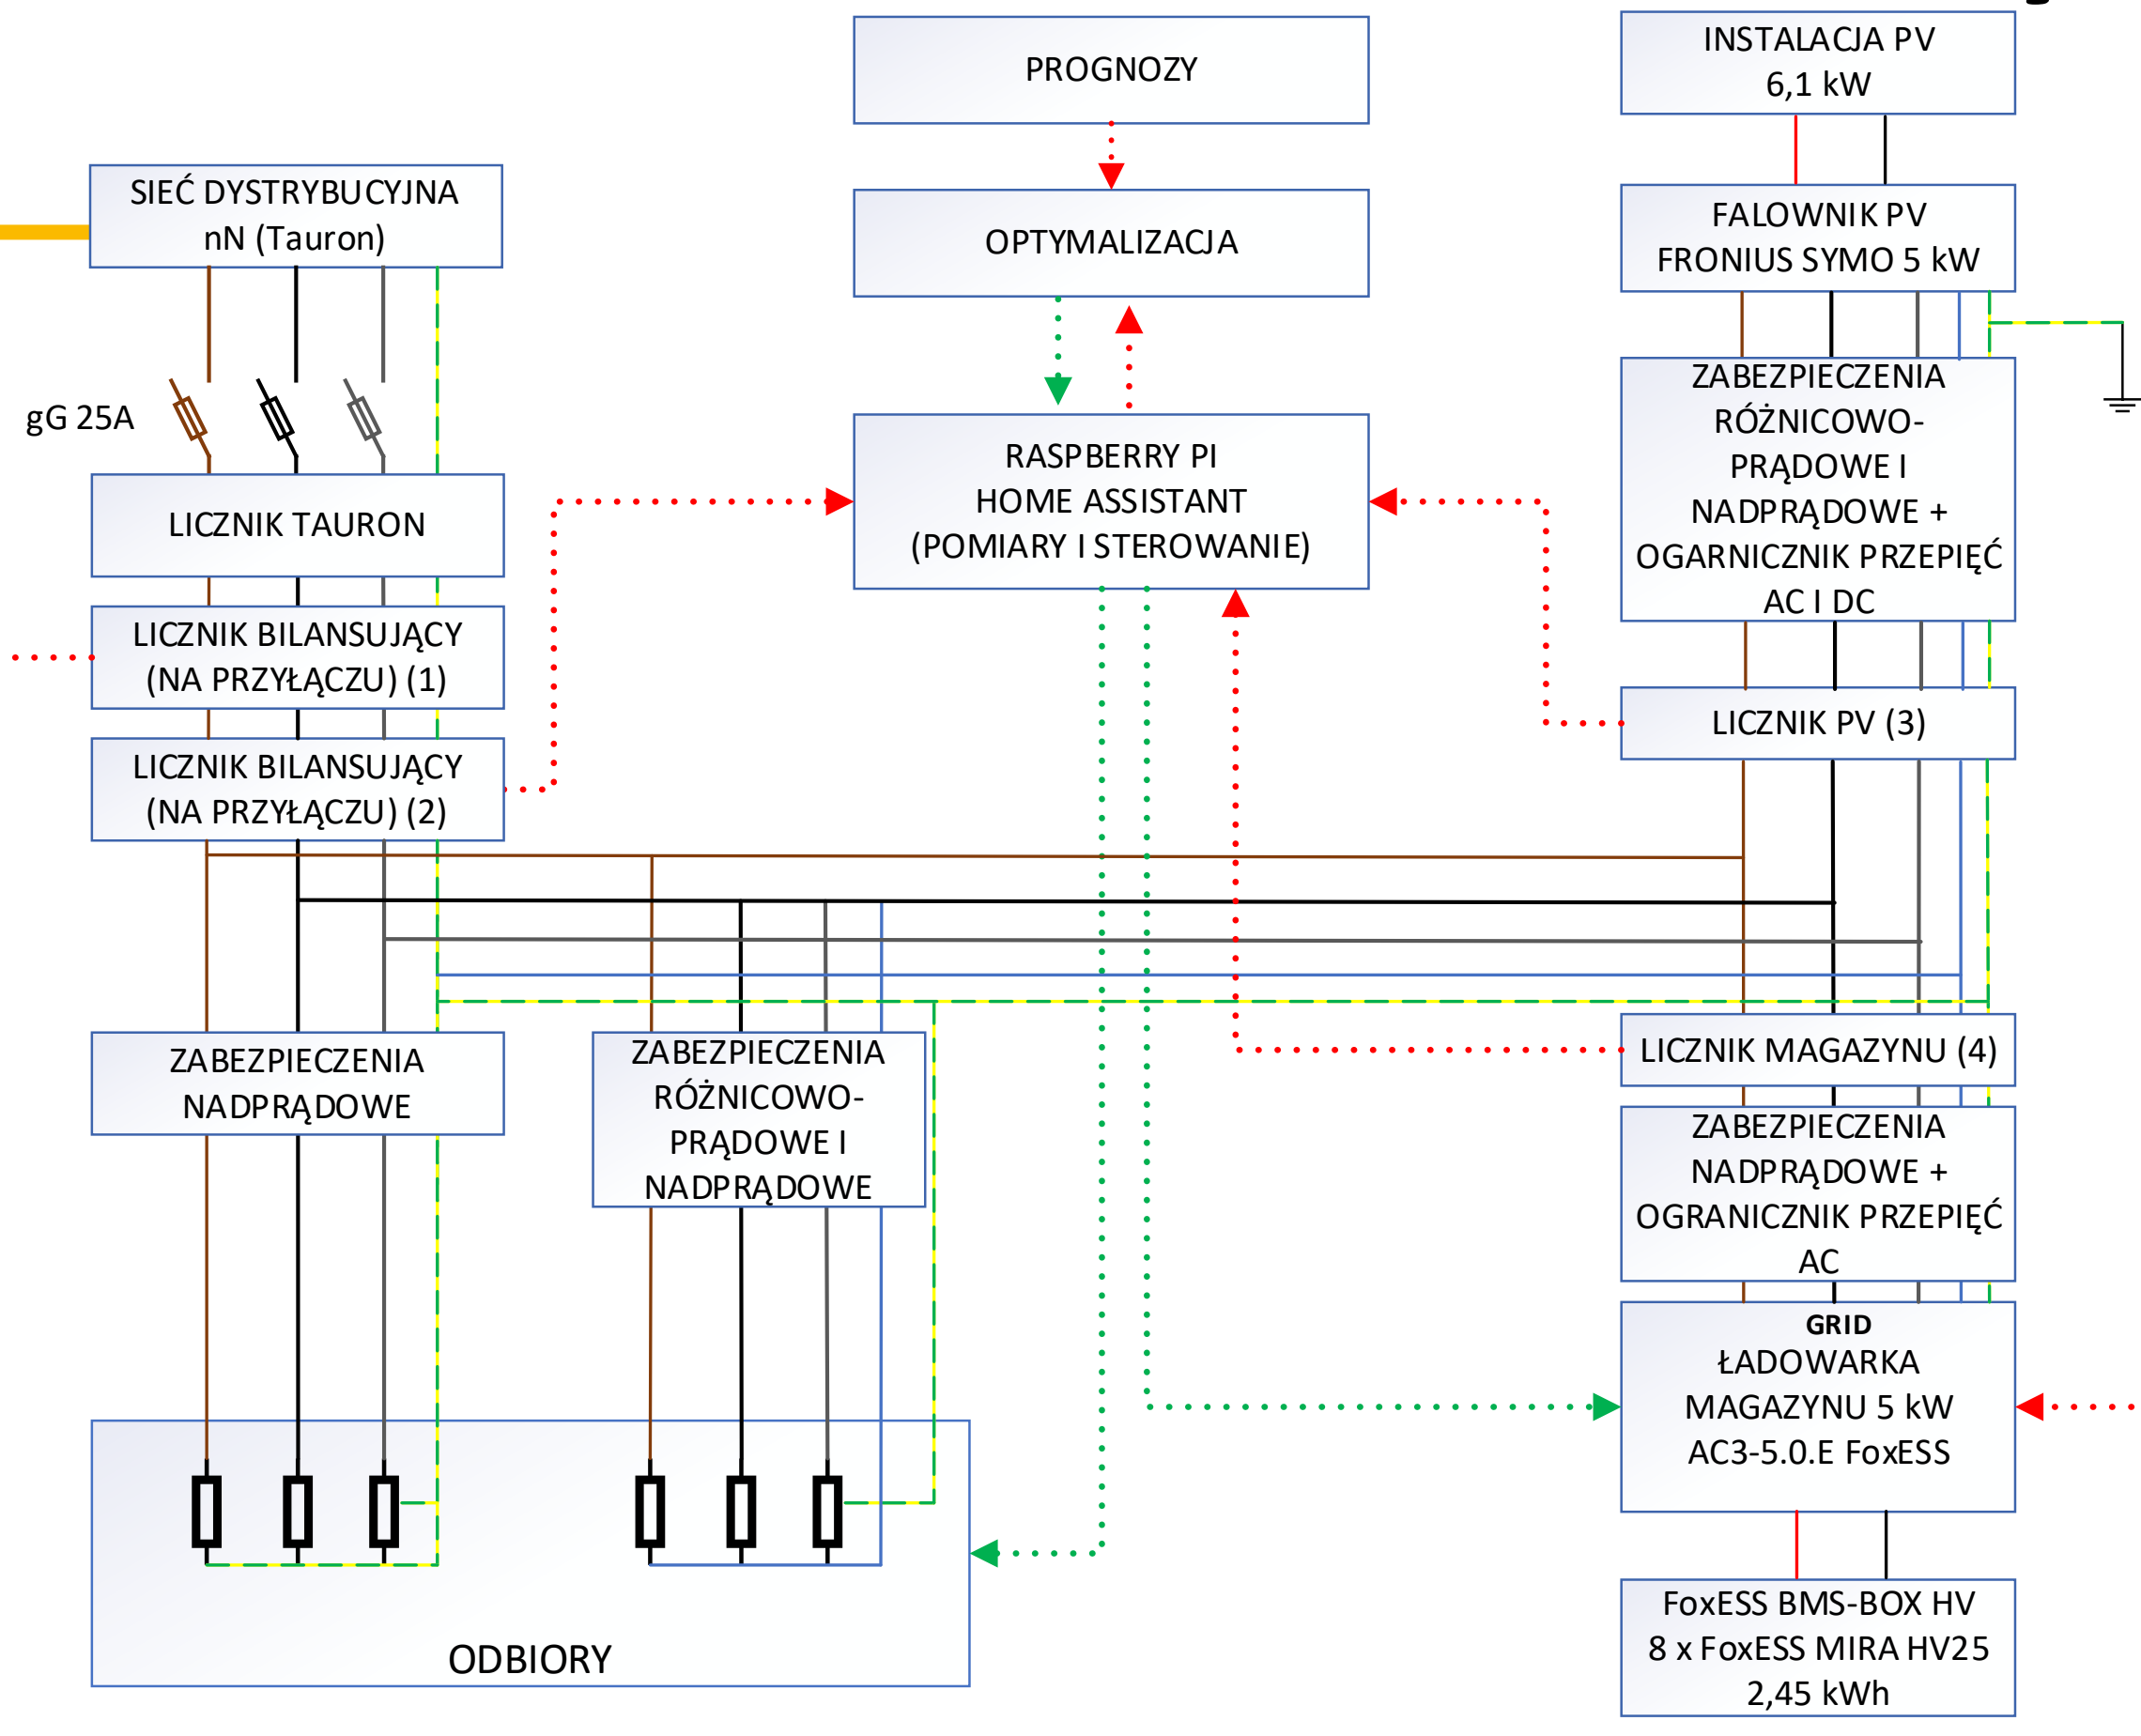 PROGNOZY
INSTALACJA PV
6,1 kW
SIEĆ DYSTRYBUCYJNA
nN (Tauron)
OPTYMALIZACJA
FALOWNIK PV
FRONIUS SYMO 5 kW
gG 25A
ZABEZPIECZENIA
RÓŻNICOWO-
PRĄDOWE I
NADPRĄDOWE +
OGARNICZNIK PRZEPIĘĆ
AC I DC
RASPBERRY PI
HOME ASSISTANT
(POMIARY I STEROWANIE)
LICZNIK TAURON
LICZNIK BILANSUJĄCY
(NA PRZYŁĄCZU) (1)
LICZNIK BILANSUJĄCY
(NA PRZYŁĄCZU) (2)
LICZNIK PV (3)
ZABEZPIECZENIA
NADPRĄDOWE
ZABEZPIECZENIA
RÓŻNICOWO-
PRĄDOWE I
NADPRĄDOWE
LICZNIK MAGAZYNU (4)
ZABEZPIECZENIA
NADPRĄDOWE +
OGRANICZNIK PRZEPIĘĆ
AC
GRID
ŁADOWARKA
MAGAZYNU 5 kW
AC3-5.0.E FoxESS
ODBIORY
FoxESS BMS-BOX HV
8 x FoxESS MIRA HV25
2,45 kWh